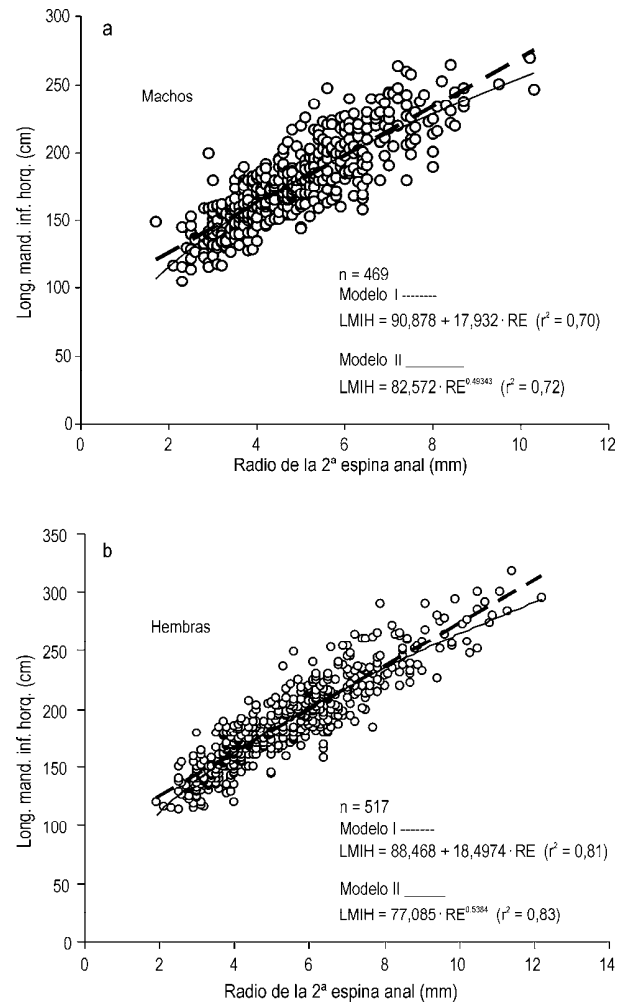 a
Machos
Long. mand. inf. horq. (cm)
300
250
200
150
100
50
0
n = 469
Modelo I --------
LMIH = 90,878 + 17,932 · RE (r² = 0,70)
Modelo II ________
LMIH = 82,572 · RE^0.49343 (r² = 0,72)
0 2 4 6 8 10 12
Radio de la 2ª espina anal (mm)
b
Hembras
Long. mand. inf. horq. (cm)
350
300
250
200
150
100
50
0
n = 517
Modelo I -------
LMIH = 88,468 + 18,4974 · RE (r² = 0,81)
Modelo II ______
LMIH = 77,085 · RE^0.5384 (r² = 0,83)
0 2 4 6 8 10 12 14
Radio de la 2ª espina anal (mm)